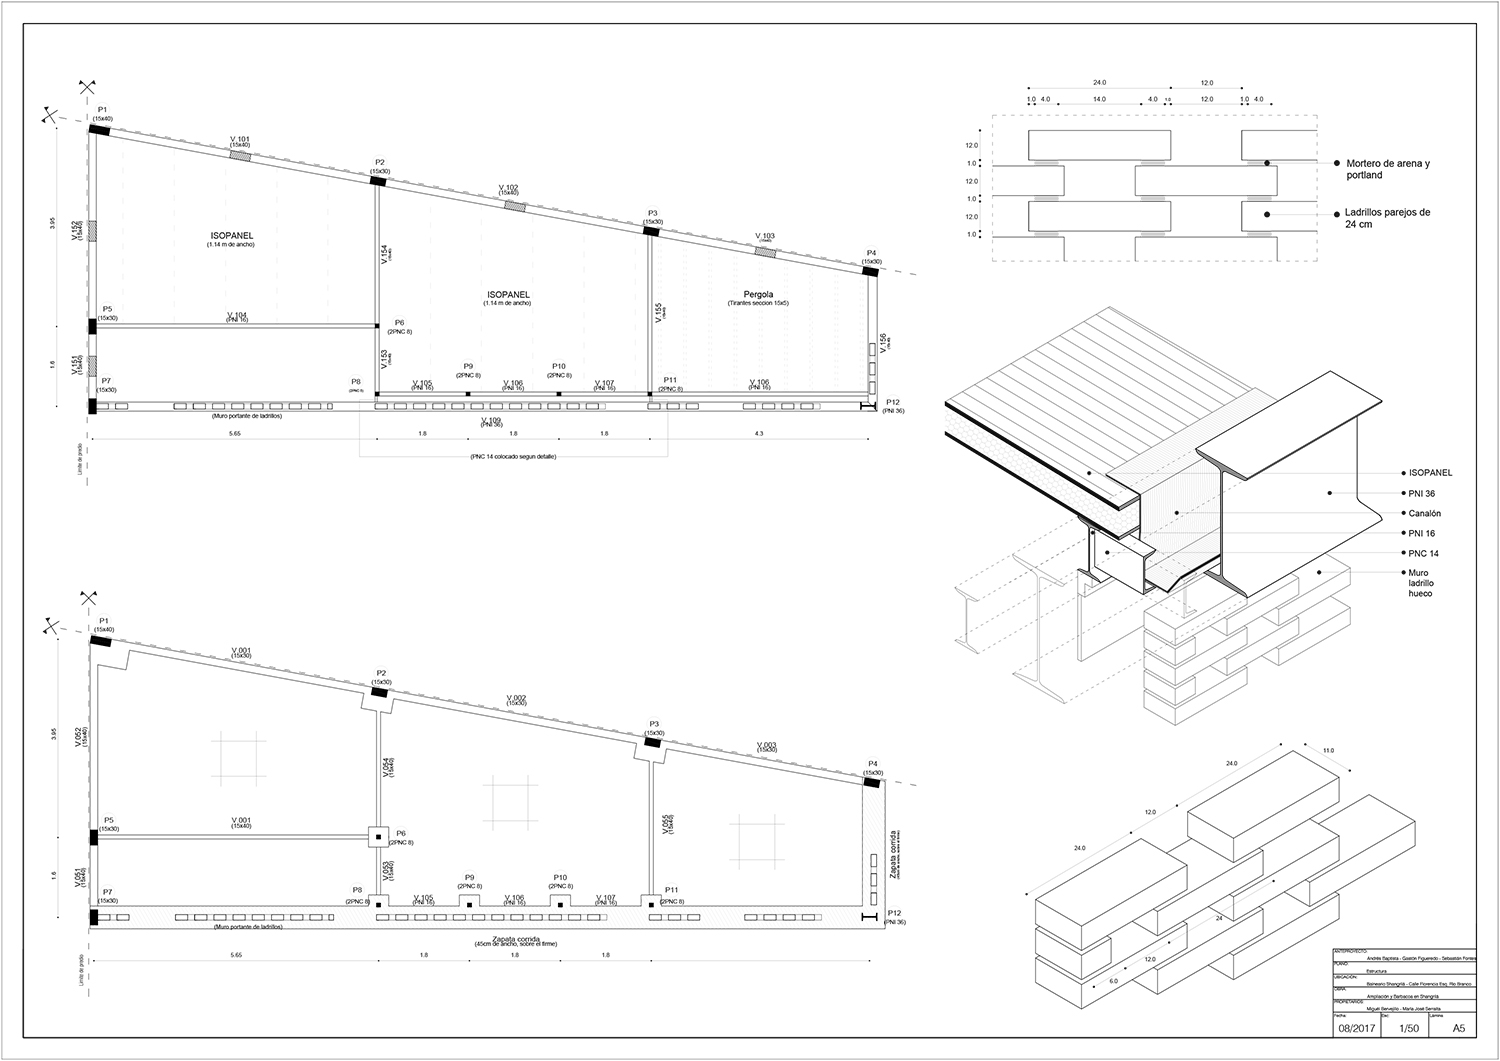 P1
(15x40)
V.101
(15x40)
P2
(15x30)
V.102
(15x40)
P3
(15x30)
V.103
P4
(15x30)
3.95
V.152
(15x40)
ISOPANEL
(1.14 m de ancho)
V.154
ISOPANEL
(1.14 m de ancho)
V.155
Pergola
(Tirantes seccion 15x5)
V.156
P5
(15x30)
V.104
(PNI 16)
P6
(2PNC 8)
1.6
V.151
(15x40)
V.153
P7
(15x30)
P8
(2PNC 8)
V.105
(PNI 16)
P9
(2PNC 8)
V.106
(PNI 16)
P10
(2PNC 8)
V.107
(PNI 16)
P11
(2PNC 8)
V.106
(PNI 16)
P12
(PNI 36)
(Muro portante de ladrillos)
V.109
(PNI 36)
5.65
1.8
1.8
1.8
4.3
(PNC 14 colocado segun detalle)
Limite de predio
P1
(15x40)
V.001
(15x30)
P2
(15x30)
V.002
(15x30)
P3
(15x30)
V.003
(15x30)
P4
(15x30)
3.95
V.052
(15x40)
V.054
(15x40)
V.055
(15x40)
Zapata corrida
P5
(15x30)
V.001
(15x40)
P6
(2PNC 8)
1.6
V.051
(15x40)
V.053
(15x40)
P7
(15x30)
P8
(2PNC 8)
V.105
(PNI 16)
P9
(2PNC 8)
V.106
(PNI 16)
P10
(2PNC 8)
V.107
(PNI 16)
P11
(2PNC 8)
P12
(PNI 36)
(Muro portante de ladrillos)
Zapata corrida
(45cm de ancho, sobre el firme)
5.65
1.8
1.8
1.8
Limite de predio
24.0
12.0
1.0 4.0 14.0 4.0 1.0 12.0 1.0 4.0
12.0
1.0
12.0
1.0
12.0
1.0
Mortero de arena y
portland
Ladrillos parejos de
24 cm
ISOPANEL
PNI 36
Canalón
PNI 16
PNC 14
Muro
ladrillo
hueco
11.0
24.0
12.0
24.0
24
12.0
6.0
ANTEPROYECTO:
Andrés Baptista - Gastón Figueredo - Sebastián Fontes
PLANO:
Estructura
UBICACIÓN:
Balneario Shangrilá - Calle Florencia Esq. Río Branco
OBRA:
Ampliación y Barbacoa en Shangrilá
PROPIETARIOS:
Miguel Bervejillo - María José Serralta
Fecha:
08/2017
Esc:
1/50
Lámina:
A5